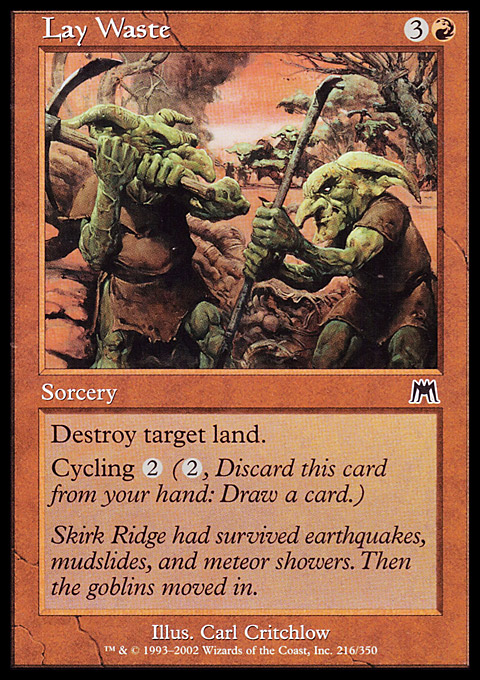 Lay Waste 3
Sorcery
Destroy target land.
Cycling 2 (2, Discard this card
from your hand: Draw a card.)
Skirk Ridge had survived earthquakes,
mudslides, and meteor showers. Then
the goblins moved in.
Illus. Carl Critchlow
™ & © 1993–2002 Wizards of the Coast, Inc. 216/350